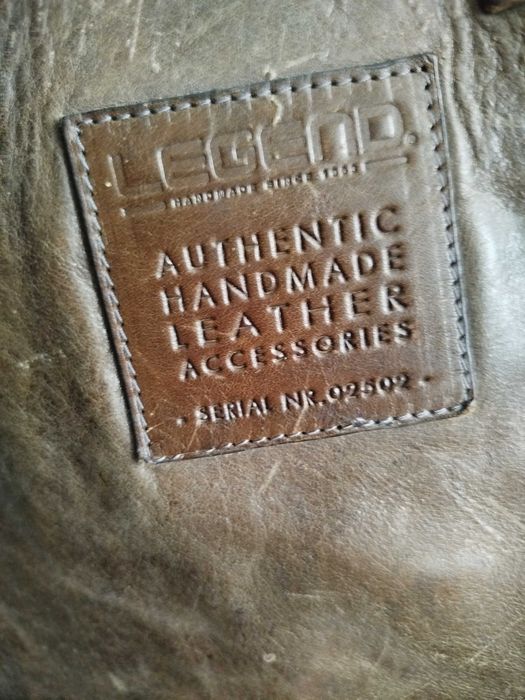 LEGEND.
HANDMADE SINCE
AUTHENTIC
HANDMADE
LEATHER
ACCESSORIES
- SERIAL NR. 02502 -